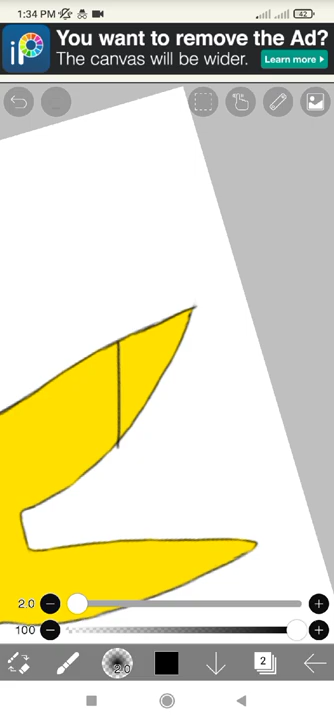 1:34 PM
42
iP
You want to remove the Ad?
The canvas will be wider.
Learn more
2.0
100
2.0
2